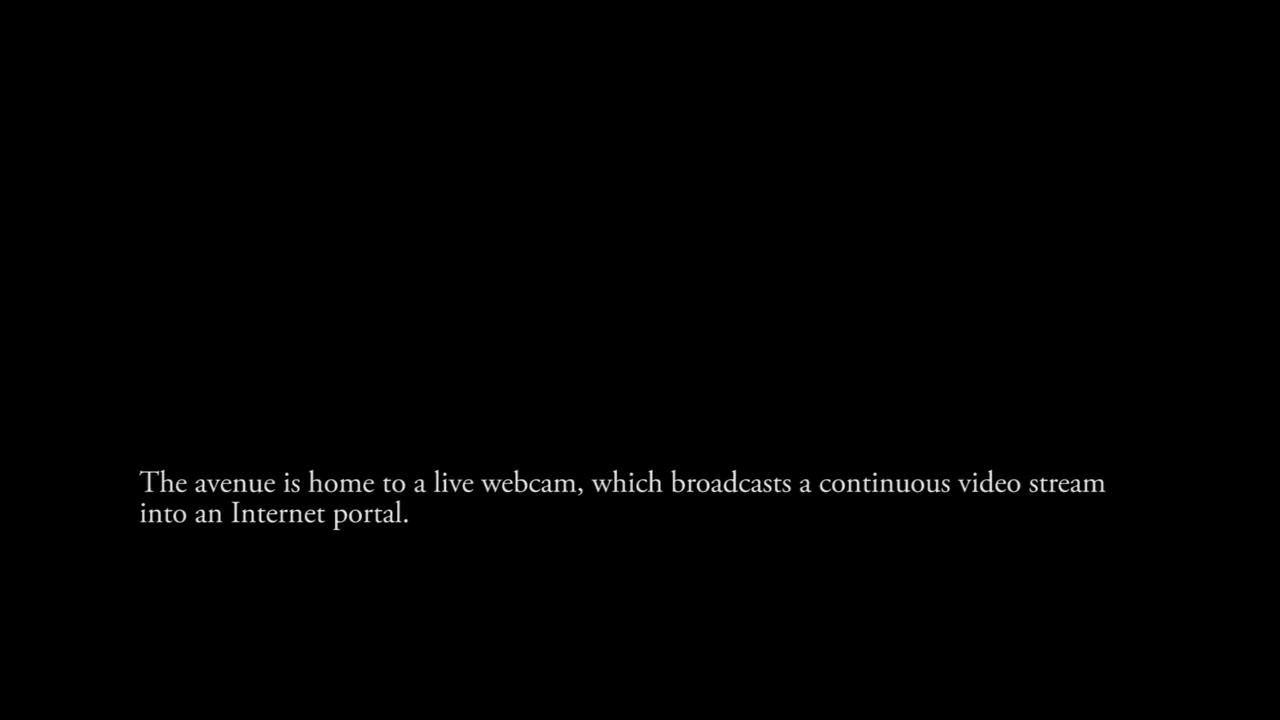 The avenue is home to a live webcam, which broadcasts a continuous video stream
into an Internet portal.